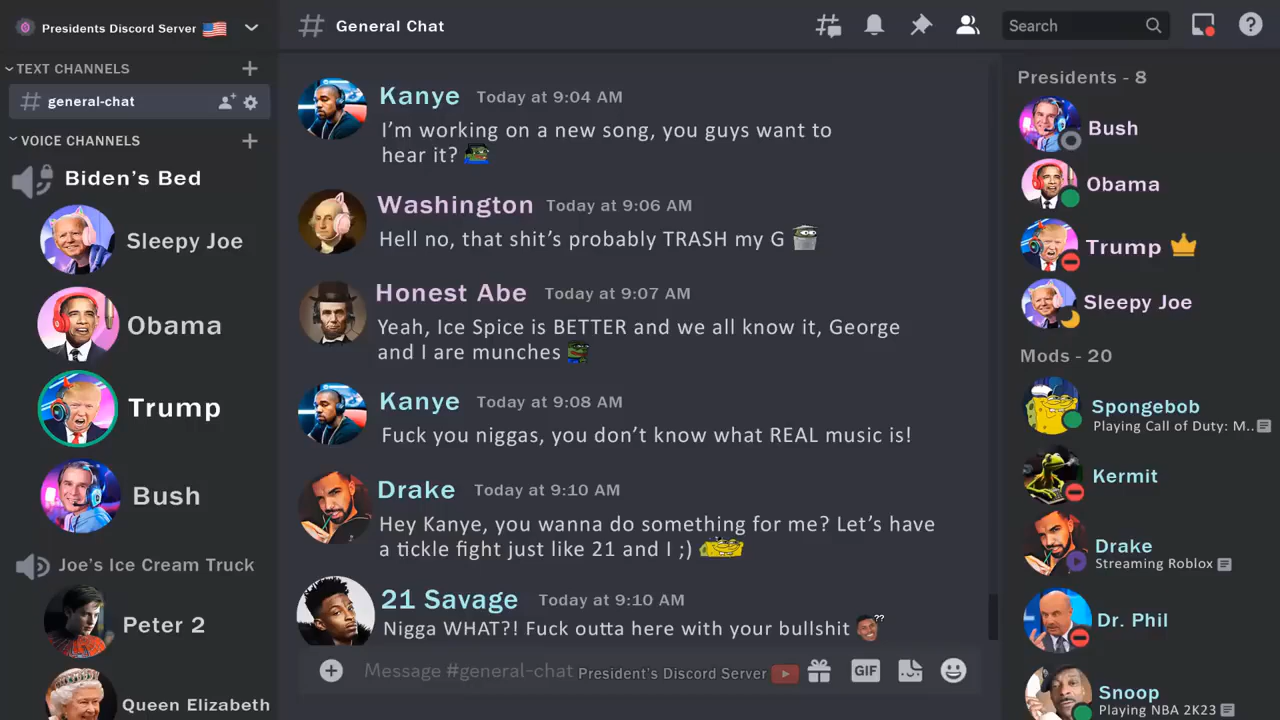 Presidents Discord Server
TEXT CHANNELS
# general-chat
VOICE CHANNELS
Biden’s Bed
Sleepy Joe
Obama
Trump
Bush
Joe’s Ice Cream Truck
Peter 2
Queen Elizabeth
# General Chat
Search
Kanye Today at 9:04 AM
I’m working on a new song, you guys want to
hear it?
Washington Today at 9:06 AM
Hell no, that shit’s probably TRASH my G
Honest Abe Today at 9:07 AM
Yeah, Ice Spice is BETTER and we all know it, George
and I are munches
Kanye Today at 9:08 AM
Fuck you niggas, you don’t know what REAL music is!
Drake Today at 9:10 AM
Hey Kanye, you wanna do something for me? Let’s have
a tickle fight just like 21 and I ;)
21 Savage Today at 9:10 AM
Nigga WHAT?! Fuck outta here with your bullshit ??
Message #general-chat President’s Discord Server GIF
Presidents - 8
Bush
Obama
Trump
Sleepy Joe
Mods - 20
Spongebob
Playing Call of Duty: M..
Kermit
Drake
Streaming Roblox
Dr. Phil
Snoop
Playing NBA 2K23